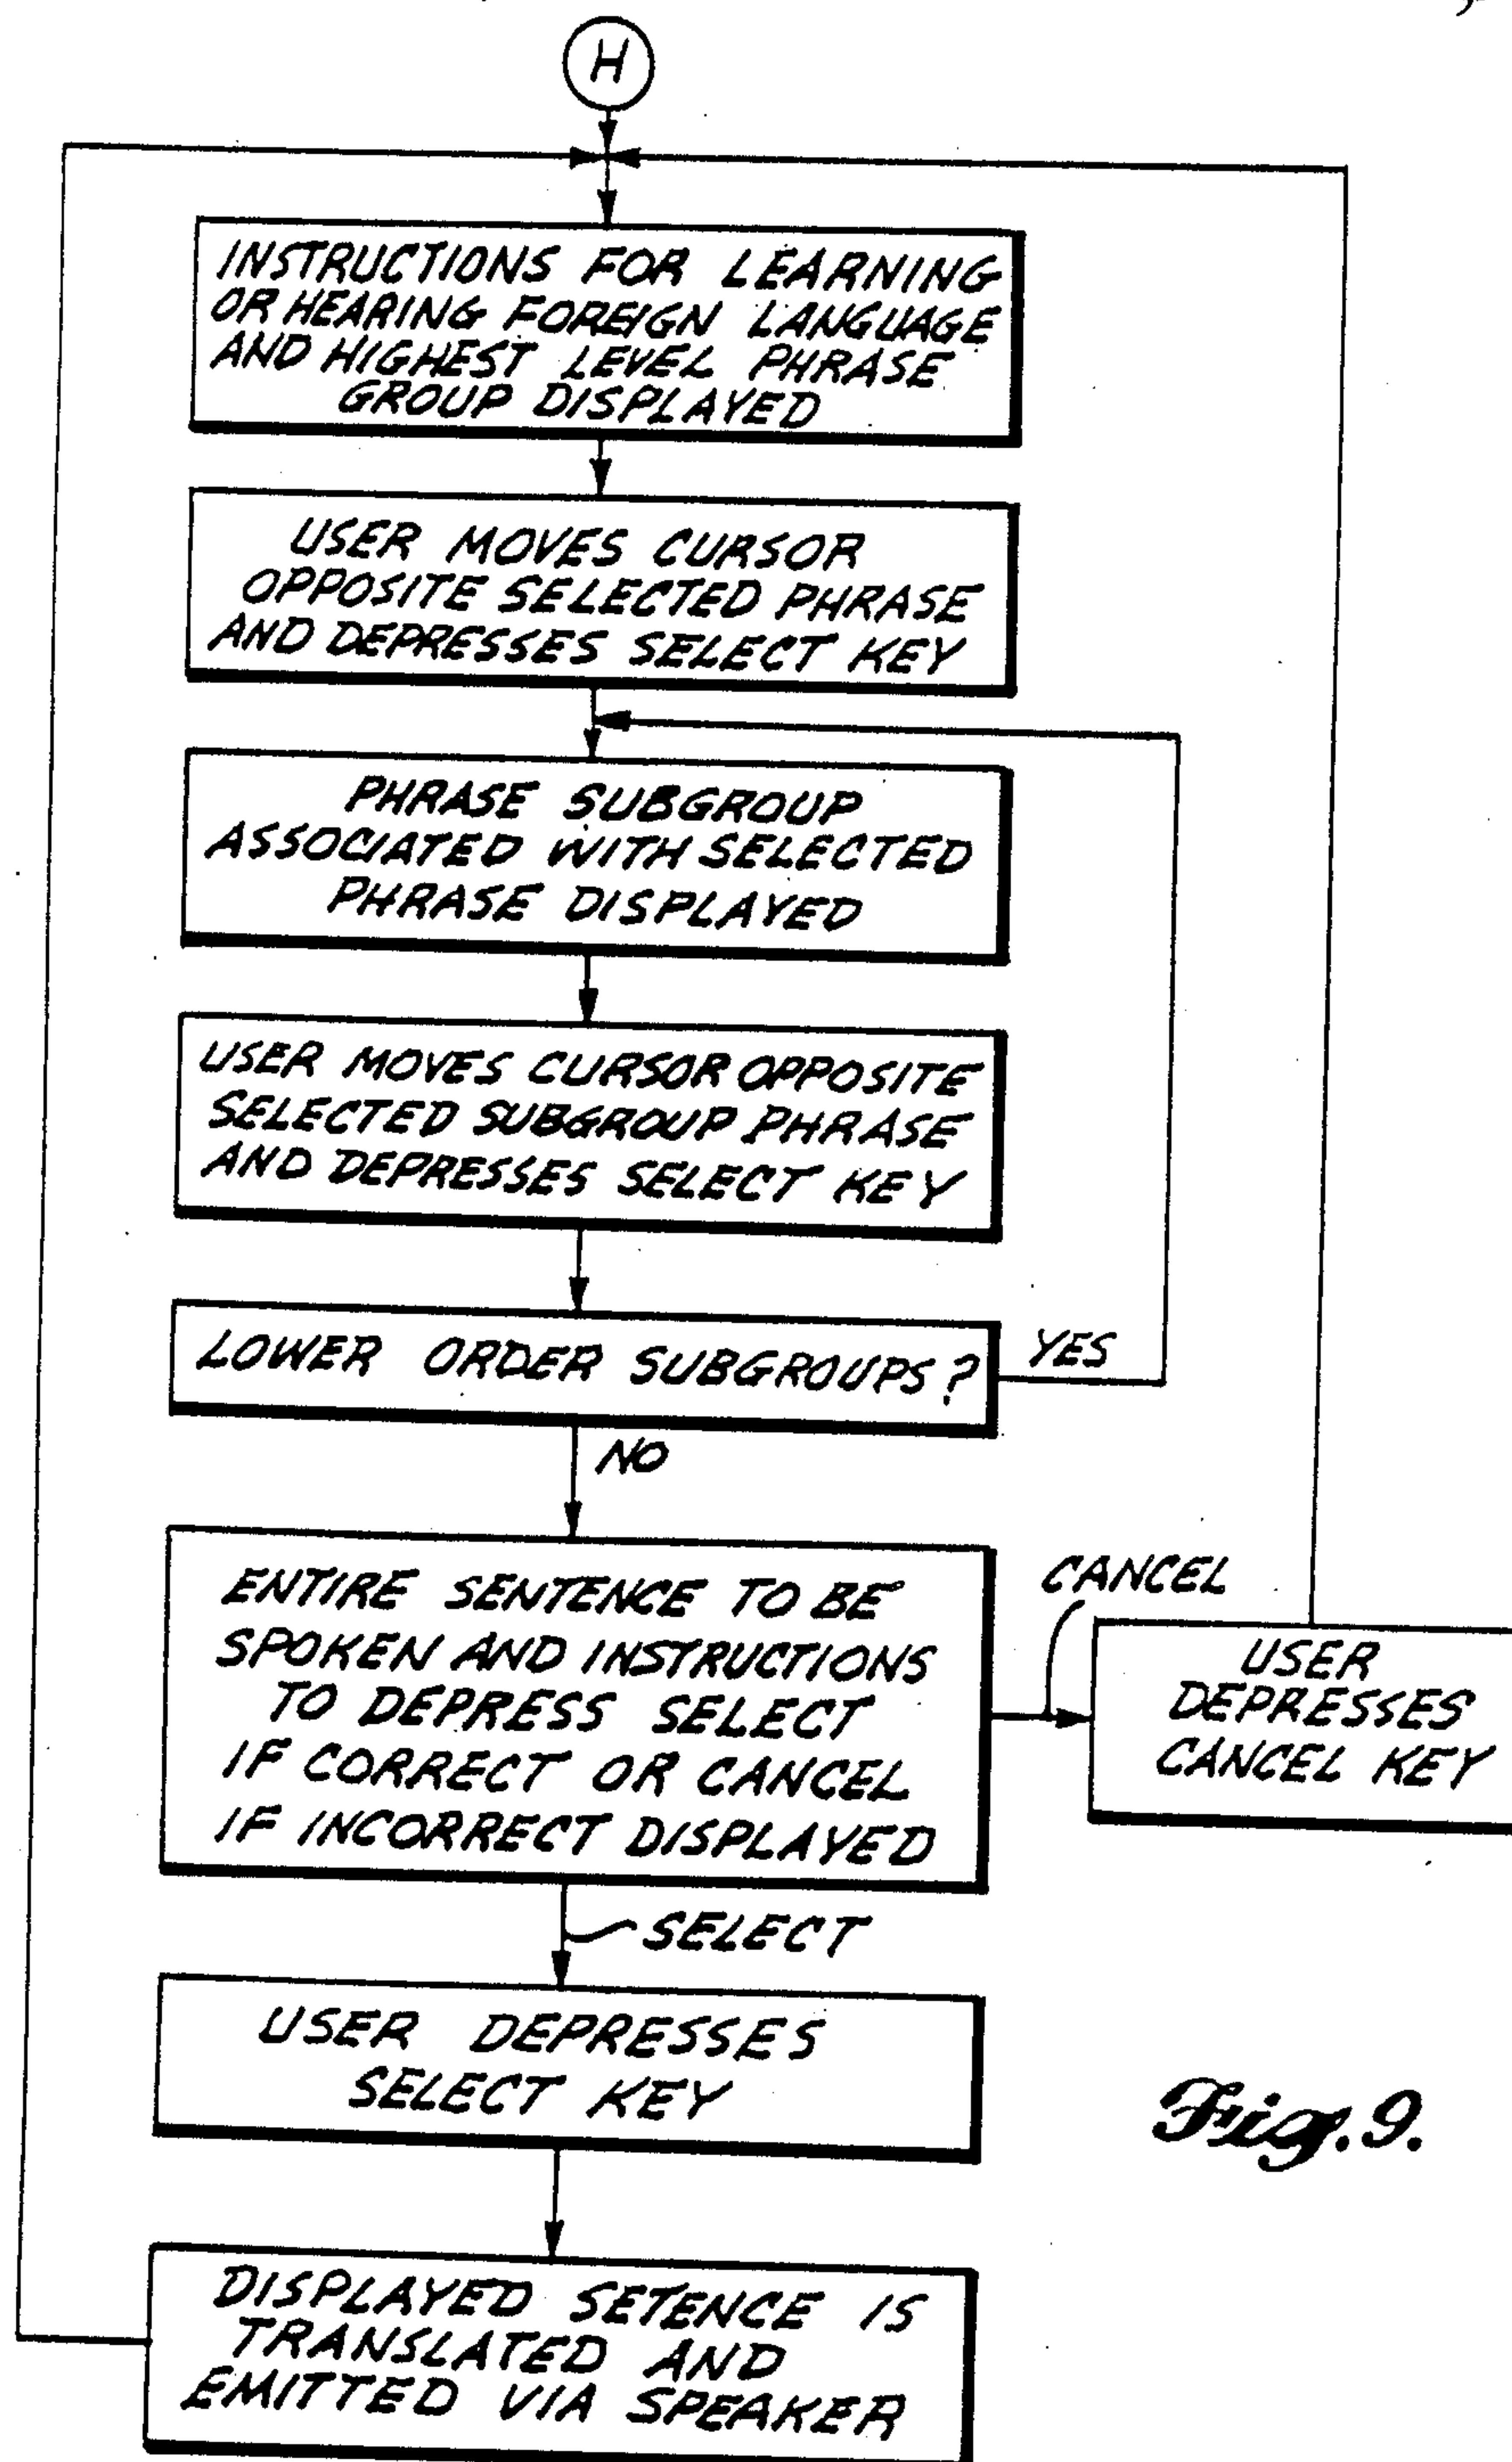 H
INSTRUCTIONS FOR LEARNING
OR HEARING FOREIGN LANGUAGE
AND HIGHEST LEVEL PHRASE
GROUP DISPLAYED
USER MOVES CURSOR
OPPOSITE SELECTED PHRASE
AND DEPRESSES SELECT KEY
PHRASE SUBGROUP
ASSOCIATED WITH SELECTED
PHRASE DISPLAYED
USER MOVES CURSOR OPPOSITE
SELECTED SUBGROUP PHRASE
AND DEPRESSES SELECT KEY
LOWER ORDER SUBGROUPS?
YES
NO
ENTIRE SENTENCE TO BE
SPOKEN AND INSTRUCTIONS
TO DEPRESS SELECT
IF CORRECT OR CANCEL
IF INCORRECT DISPLAYED
CANCEL
USER
DEPRESSES
CANCEL KEY
SELECT
USER DEPRESSES
SELECT KEY
DISPLAYED SETENCE IS
TRANSLATED AND
EMITTED VIA SPEAKER
Fig. 9.